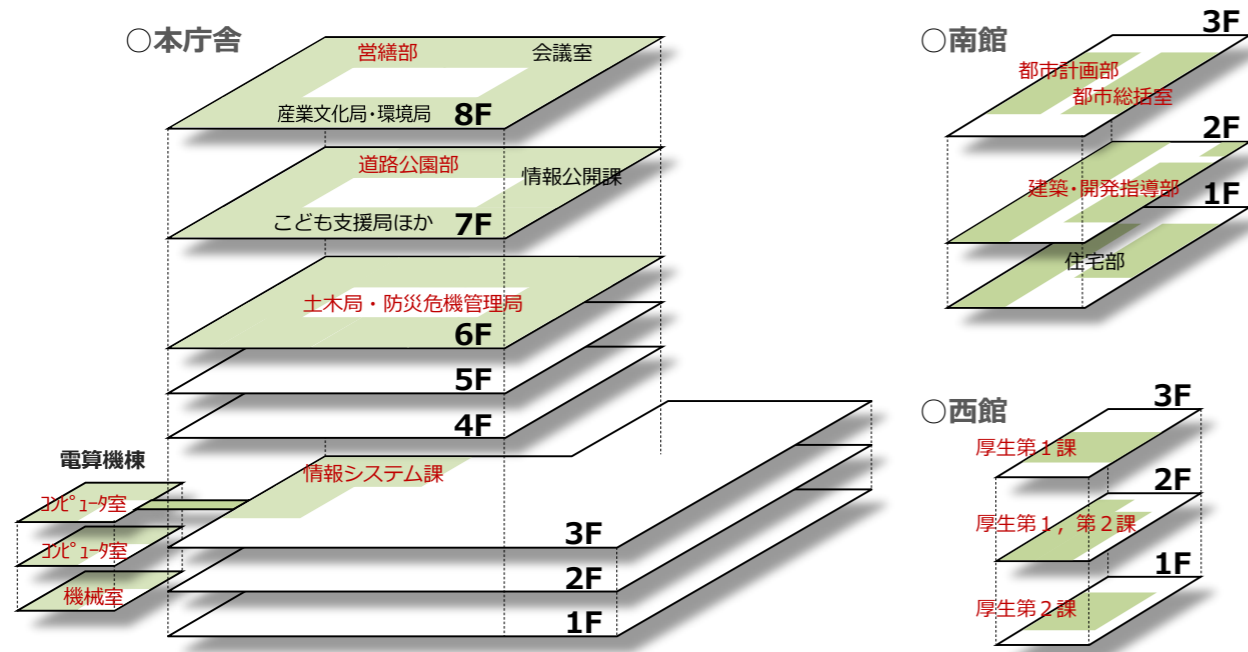 ○本庁舎
営繕部
会議室
産業文化局・環境局
8F
道路公園部
情報公開課
こども支援局ほか
7F
土木局・防災危機管理局
6F
5F
4F
情報システム課
3F
2F
1F
電算機棟
ｺﾝﾋﾟｭｰﾀ室
ｺﾝﾋﾟｭｰﾀ室
機械室
○南館
3F
都市計画部
都市総括室
2F
建築・開発指導部
1F
住宅部
○西館
3F
厚生第１課
2F
厚生第１，第２課
1F
厚生第２課